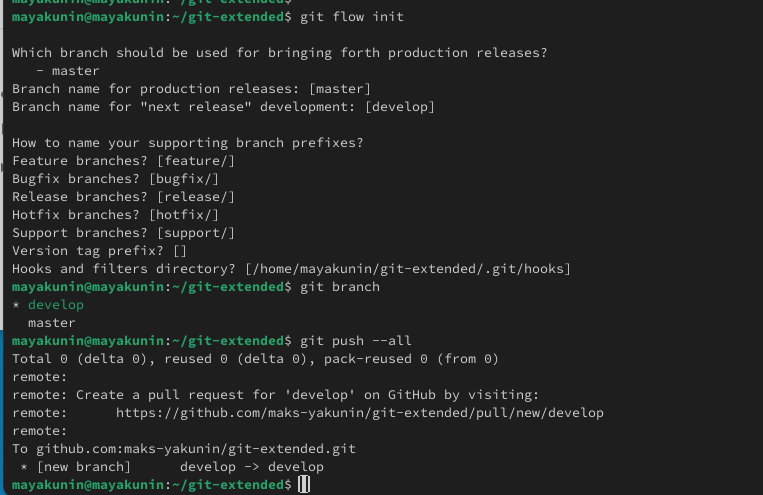 mayakunin@mayakunin:~/git-extended$
mayakunin@mayakunin:~/git-extended$ git flow init
Which branch should be used for bringing forth production releases?
   - master
Branch name for production releases: [master]
Branch name for "next release" development: [develop]
How to name your supporting branch prefixes?
Feature branches? [feature/]
Bugfix branches? [bugfix/]
Release branches? [release/]
Hotfix branches? [hotfix/]
Support branches? [support/]
Version tag prefix? []
Hooks and filters directory? [/home/mayakunin/git-extended/.git/hooks]
mayakunin@mayakunin:~/git-extended$ git branch
* develop
  master
mayakunin@mayakunin:~/git-extended$ git push --all
Total 0 (delta 0), reused 0 (delta 0), pack-reused 0 (from 0)
remote:
remote: Create a pull request for 'develop' on GitHub by visiting:
remote:      https://github.com/maks-yakunin/git-extended/pull/new/develop
remote:
To github.com:maks-yakunin/git-extended.git
 * [new branch]      develop -> develop
mayakunin@mayakunin:~/git-extended$